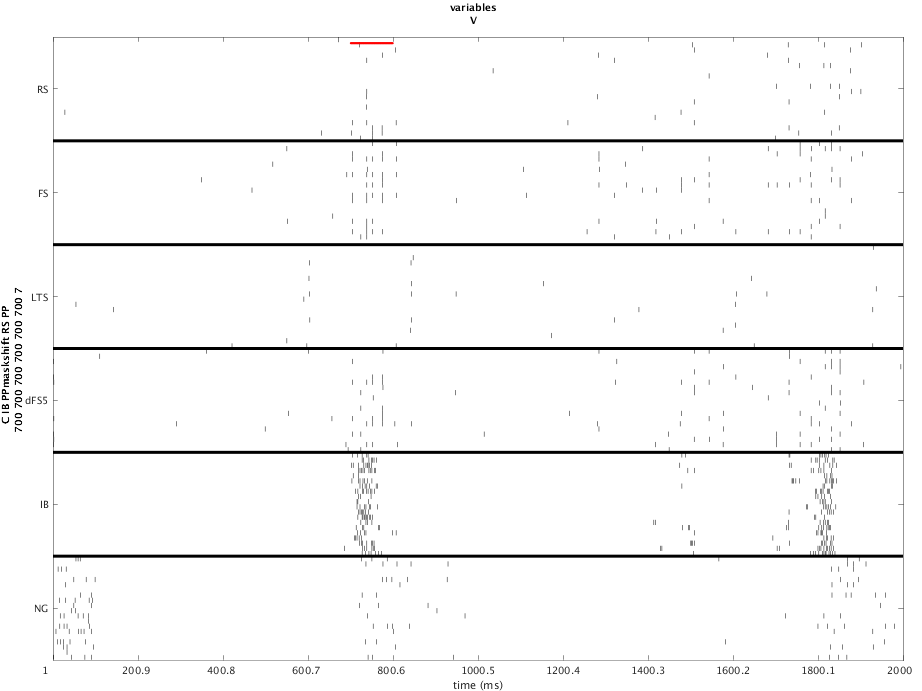 variables
V
RS
FS
LTS
dFS5
IB
NG
C IB PPmaskshift RS PP
700 700 700 700 700 700 7
1
200.9
400.8
600.7
800.6
1000.5
1200.4
1400.3
1600.2
1800.1
2000
time (ms)